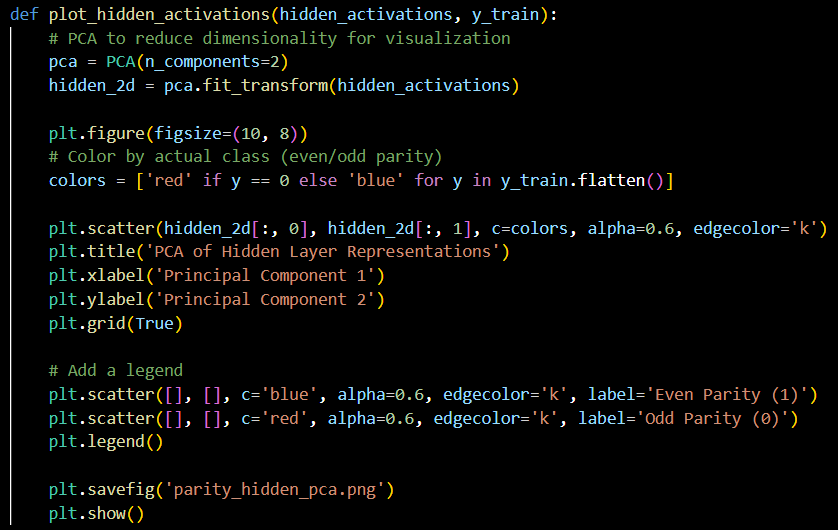 def plot_hidden_activations(hidden_activations, y_train):
    # PCA to reduce dimensionality for visualization
    pca = PCA(n_components=2)
    hidden_2d = pca.fit_transform(hidden_activations)

    plt.figure(figsize=(10, 8))
    # Color by actual class (even/odd parity)
    colors = ['red' if y == 0 else 'blue' for y in y_train.flatten()]

    plt.scatter(hidden_2d[:, 0], hidden_2d[:, 1], c=colors, alpha=0.6, edgecolor='k')
    plt.title('PCA of Hidden Layer Representations')
    plt.xlabel('Principal Component 1')
    plt.ylabel('Principal Component 2')
    plt.grid(True)

    # Add a legend
    plt.scatter([], [], c='blue', alpha=0.6, edgecolor='k', label='Even Parity (1)')
    plt.scatter([], [], c='red', alpha=0.6, edgecolor='k', label='Odd Parity (0)')
    plt.legend()

    plt.savefig('parity_hidden_pca.png')
    plt.show()